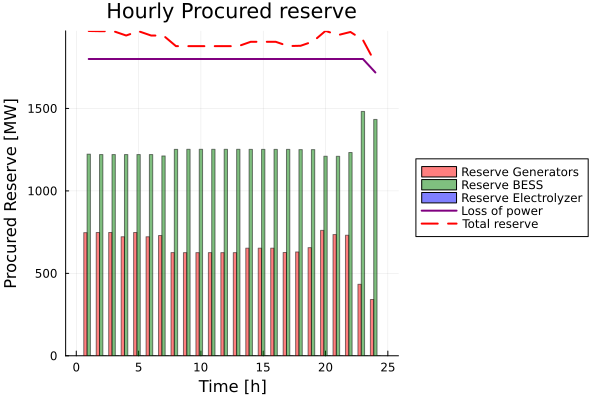 Hourly Procured reserve
Procured Reserve [MW]
1500
1000
500
0
0 5 10 15 20 25
Time [h]
Reserve Generators
Reserve BESS
Reserve Electrolyzer
Loss of power
Total reserve